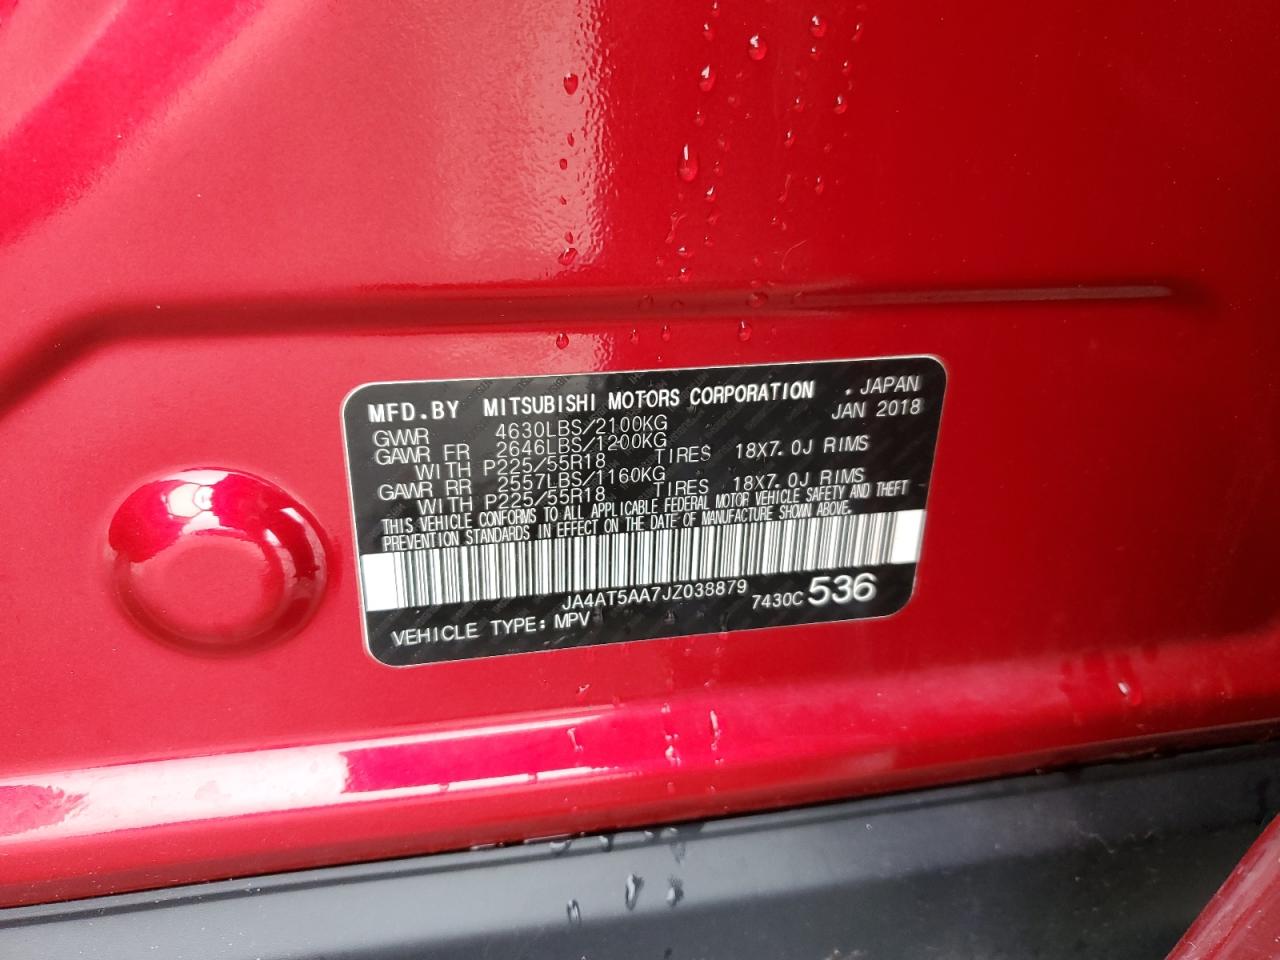 MFD.BY MITSUBISHI MOTORS CORPORATION . JAPAN
JAN 2018
GVWR 4630LBS/2100KG
GAWR FR 2646LBS/1200KG
WITH P225/55R18 TIRES 18X7.0J RIMS
GAWR RR 2557LBS/1160KG
WITH P225/55R18 TIRES 18X7.0J RIMS
THIS VEHICLE CONFORMS TO ALL APPLICABLE FEDERAL MOTOR VEHICLE SAFETY AND THEFT
PREVENTION STANDARDS IN EFFECT ON THE DATE OF MANUFACTURE SHOWN ABOVE.
JA4AT5AA7JZ038879 7430C 536
VEHICLE TYPE: MPV